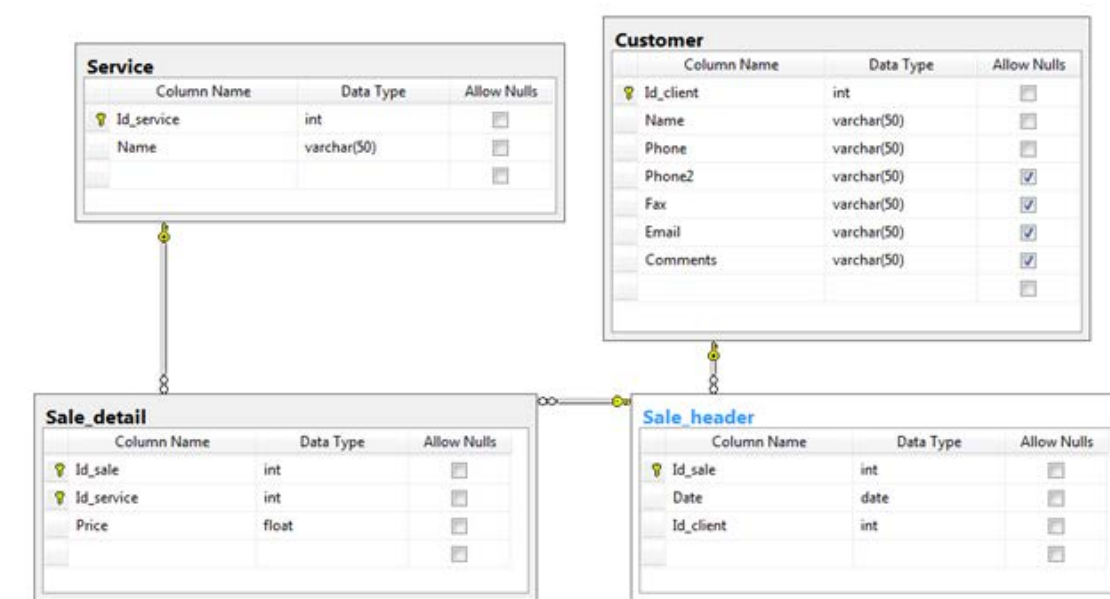 Service
Column Name Data Type Allow Nulls
Id_service int
Name varchar(50)
Customer
Column Name Data Type Allow Nulls
Id_client int
Name varchar(50)
Phone varchar(50)
Phone2 varchar(50)
Fax varchar(50)
Email varchar(50)
Comments varchar(50)
Sale_detail
Column Name Data Type Allow Nulls
Id_sale int
Id_service int
Price float
Sale_header
Column Name Data Type Allow Nulls
Id_sale int
Date date
Id_client int